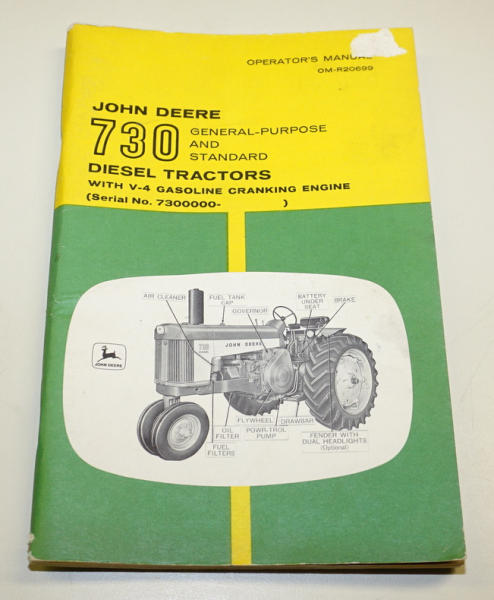 OPERATOR'S MANUAL
OM-R20699
JOHN DEERE
730 GENERAL-PURPOSE
AND
STANDARD
DIESEL TRACTORS
WITH V-4 GASOLINE CRANKING ENGINE
(Serial No. 7300000- )
AIR CLEANER
FUEL TANK
CAP
GOVERNOR
BATTERY
UNDER
SEAT
BRAKE
JOHN DEERE
730
JOHN DEERE
FLYWHEEL
DRAWBAR
OIL
FILTER
POWR-TROL
PUMP
FENDER WITH
DUAL HEADLIGHTS
(Optional)
FUEL
FILTERS